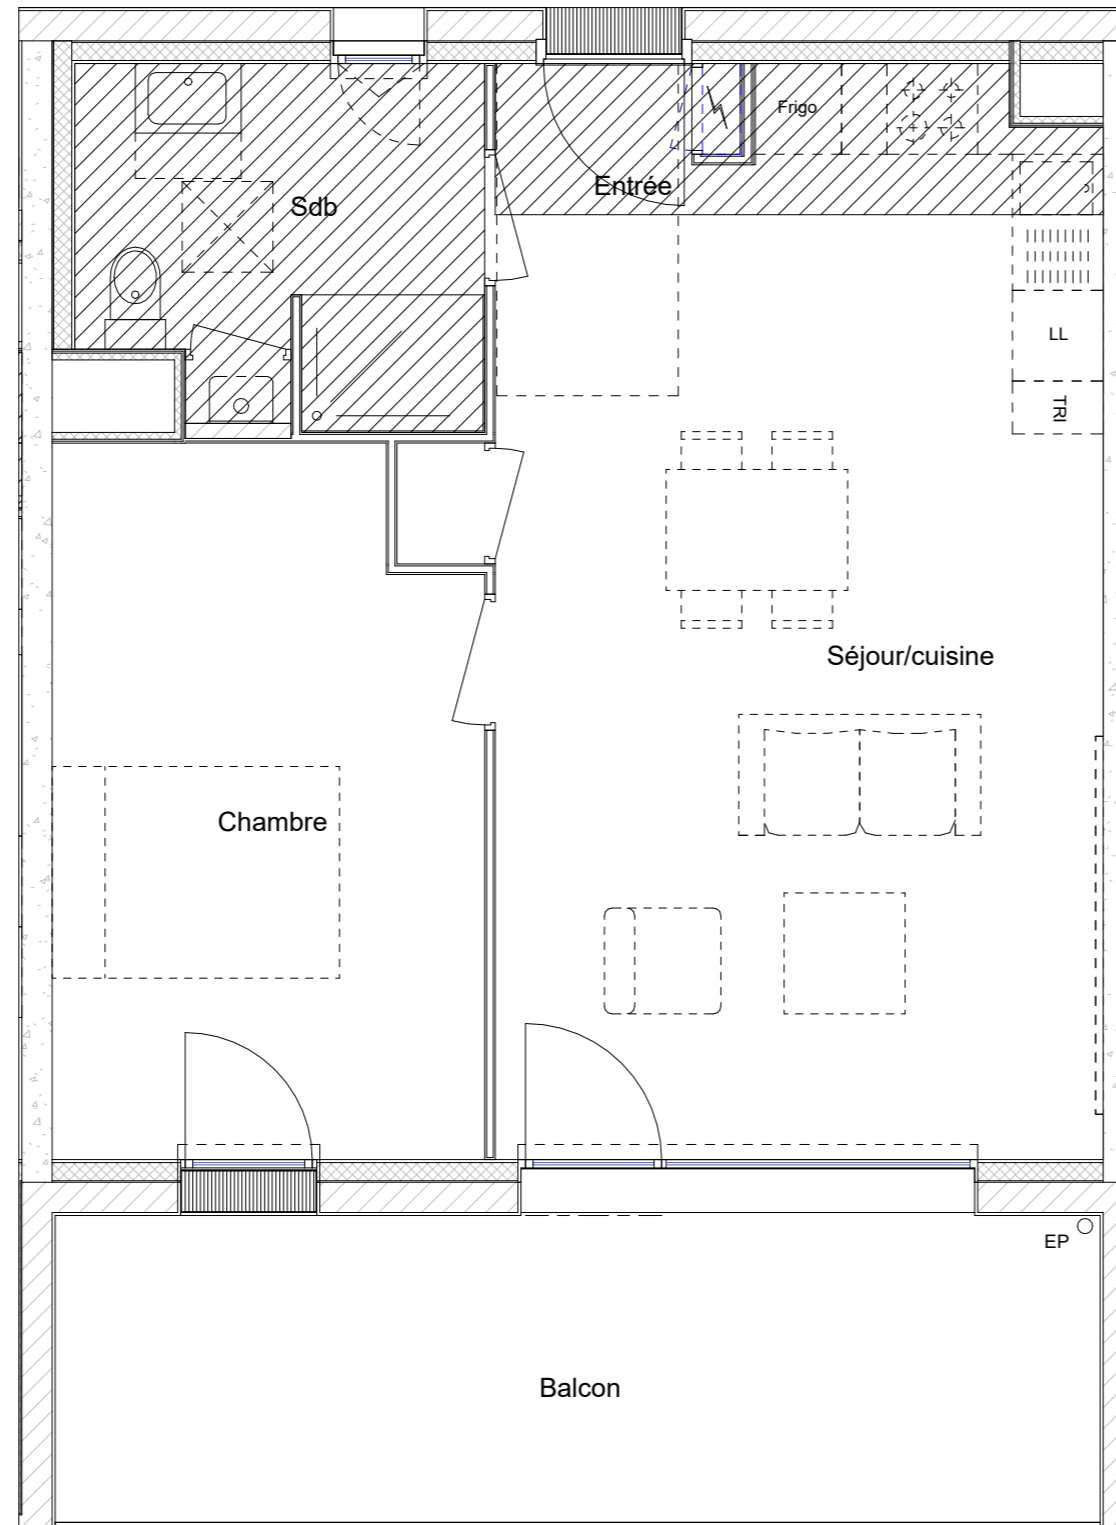 Frigo
Entrée
Sdb
LL
TRI
Séjour/cuisine
Chambre
EP
Balcon